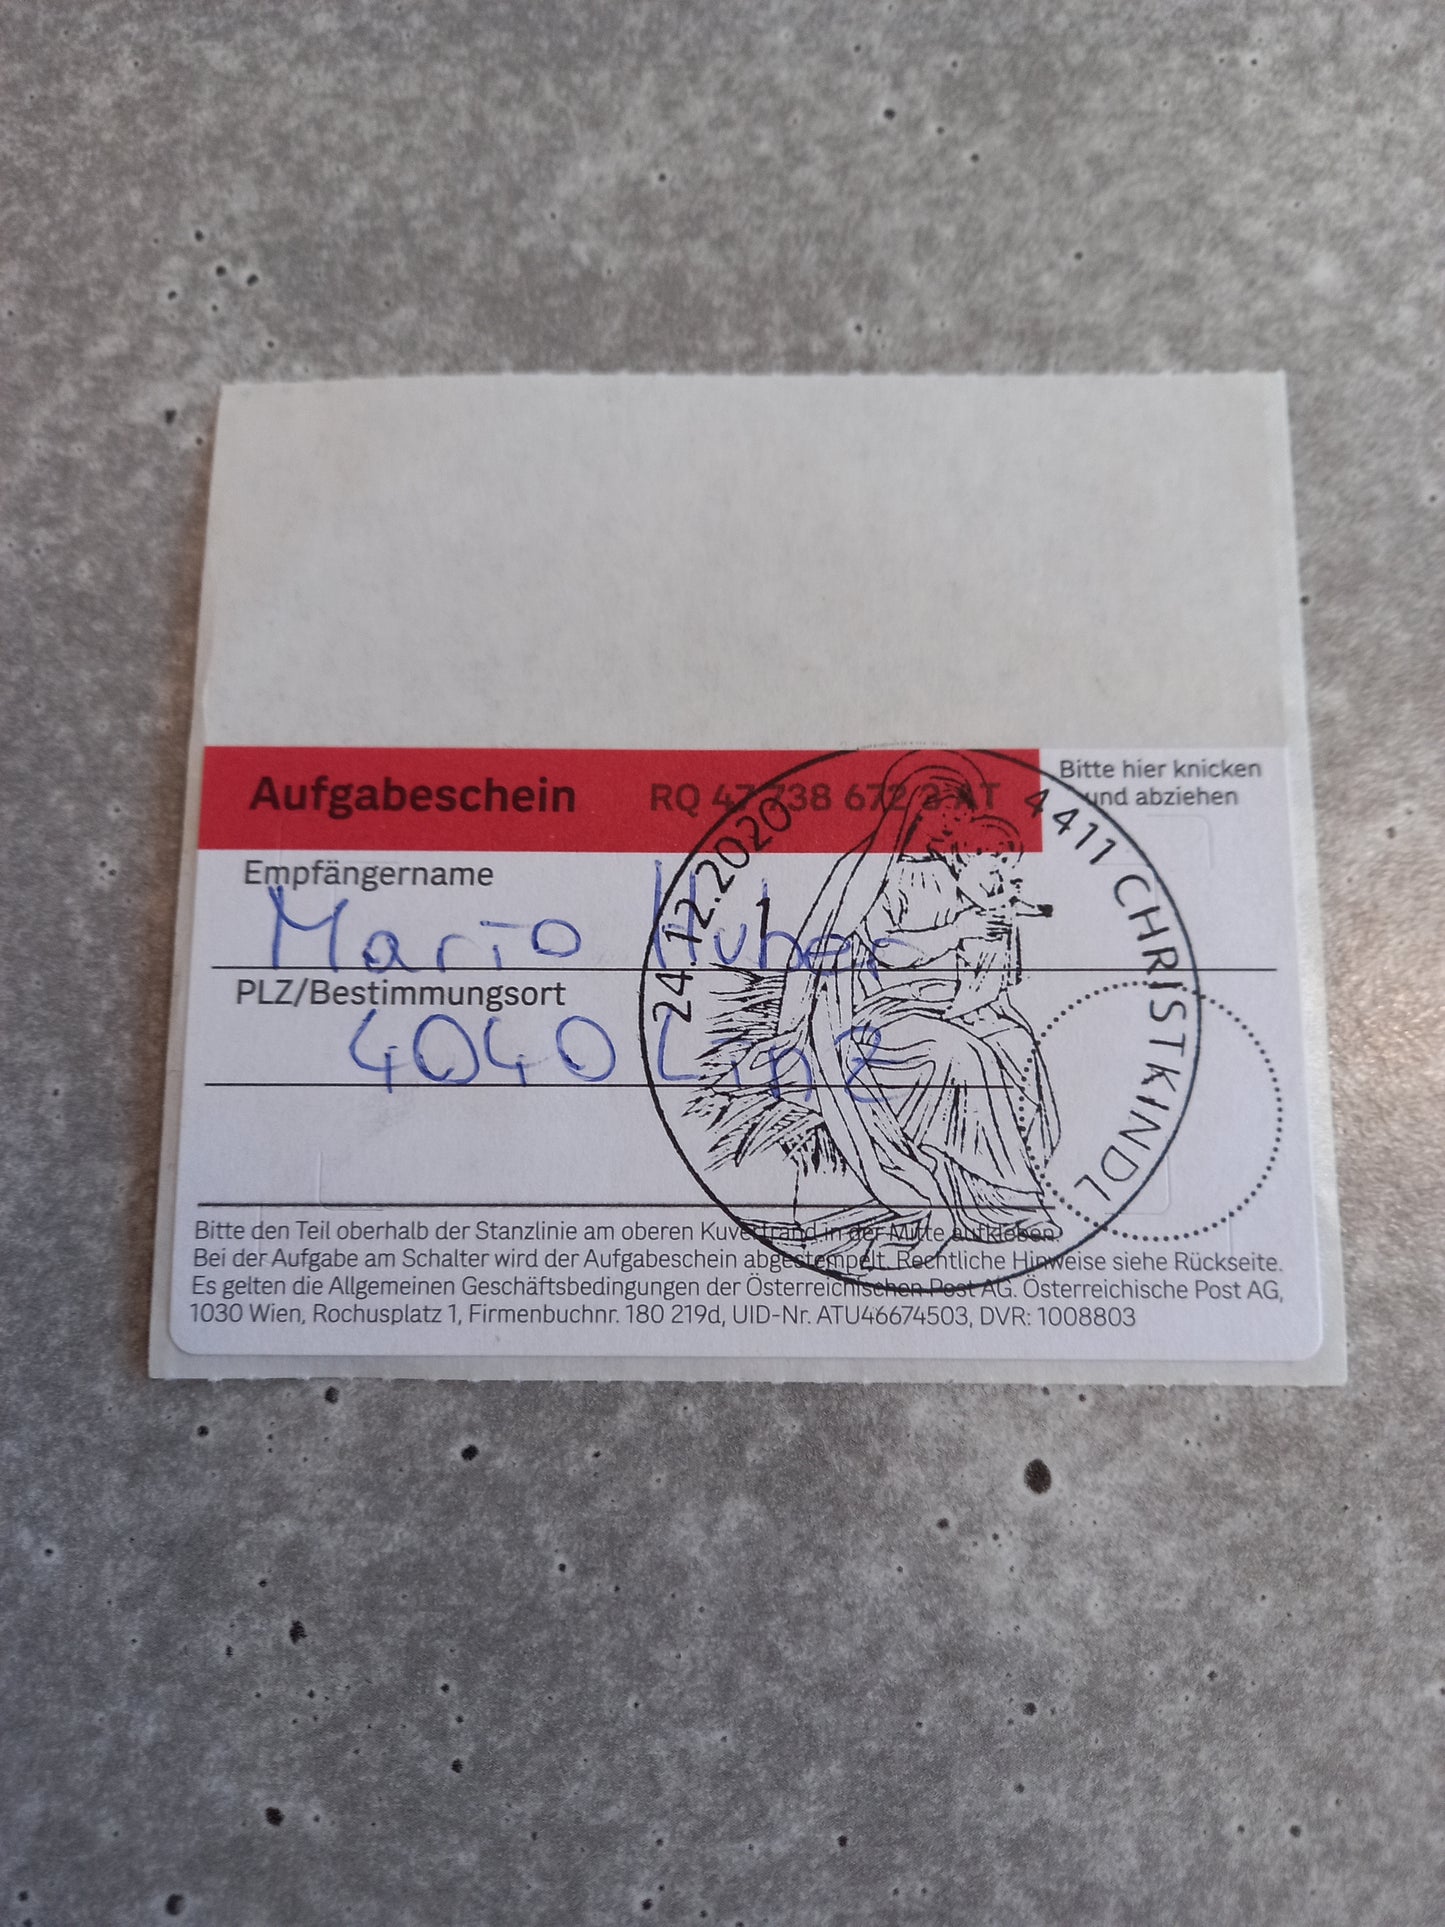 Aufgabeschein RQ 47 738 672 3 AT
Bitte hier knicken
und abziehen
Empfängername
Mario Huber
PLZ/Bestimmungsort
4040 Linz
24.12.2020 4411 CHRISTKINDL
Bitte den Teil oberhalb der Stanzlinie am oberen Kuvertrand in der Mitte aufkleben.
Bei der Aufgabe am Schalter wird der Aufgabeschein abgestempelt. Rechtliche Hinweise siehe Rückseite.
Es gelten die Allgemeinen Geschäftsbedingungen der Österreichischen Post AG. Österreichische Post AG,
1030 Wien, Rochusplatz 1, Firmenbuchnr. 180 219d, UID-Nr. ATU46674503, DVR: 1008803